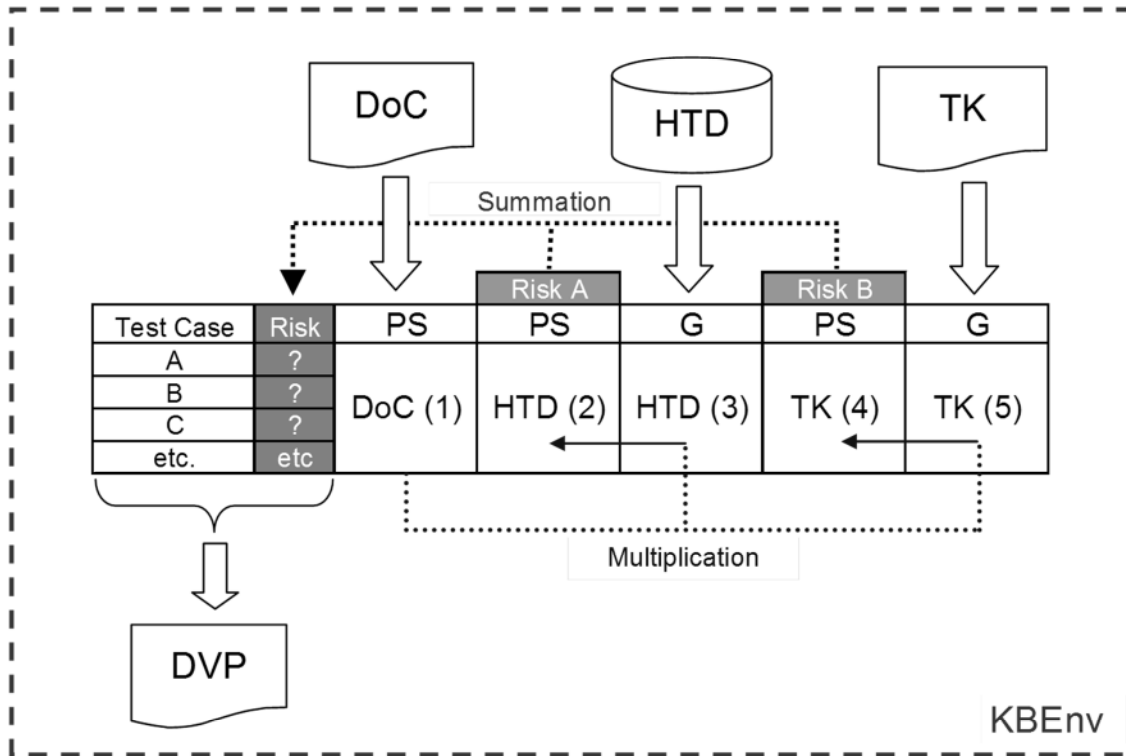 DoC
HTD
TK
Summation
Risk A
Risk B
Test Case Risk PS PS G PS G
A ?
B ?
C ?
etc. etc
DoC (1) HTD (2) HTD (3) TK (4) TK (5)
Multiplication
DVP
KBEnv